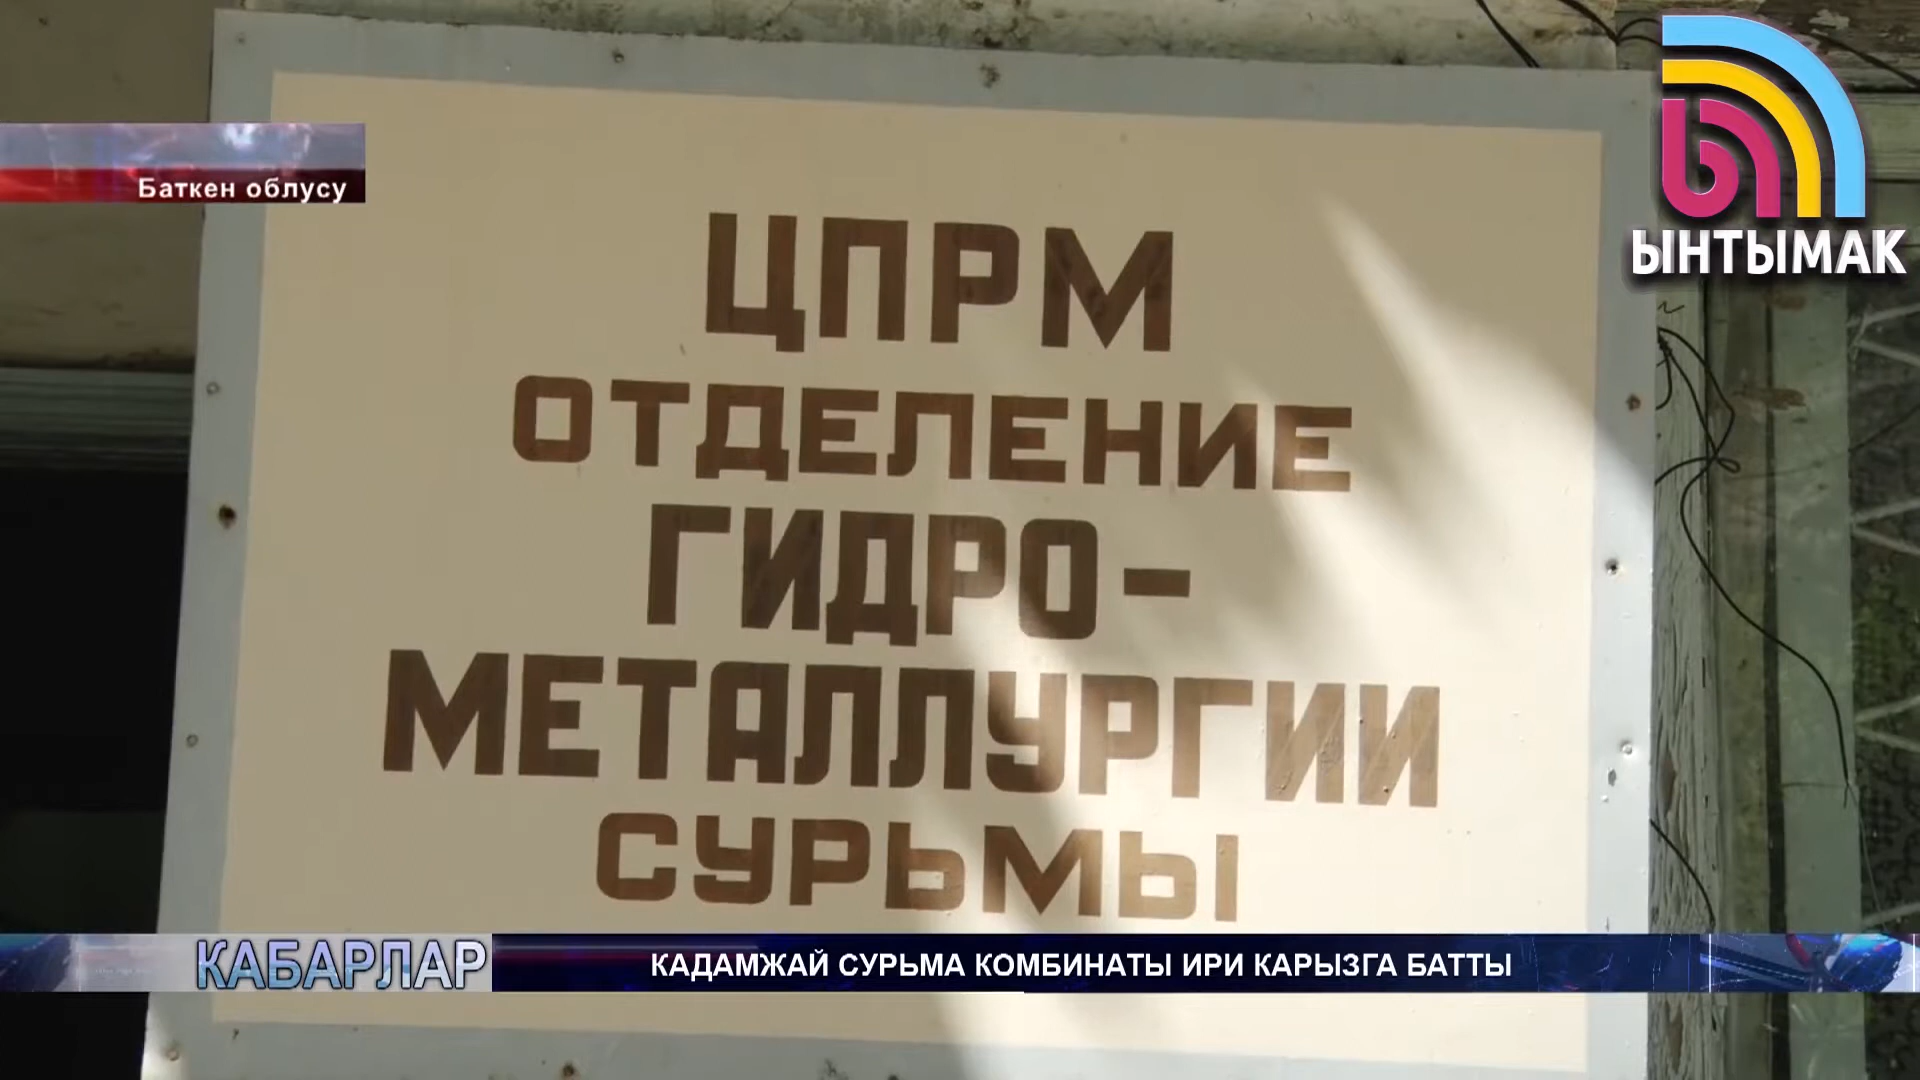 ЫНТЫМАК
Баткен облусу
ЦПРМ
ОТДЕЛЕНИЕ
ГИДРО-
МЕТАЛЛУРГИИ
СУРЬМЫ
КАБАРЛАР
КАДАМЖАЙ СУРЬМА КОМБИНАТЫ ИРИ КАРЫЗГА БАТТЫ